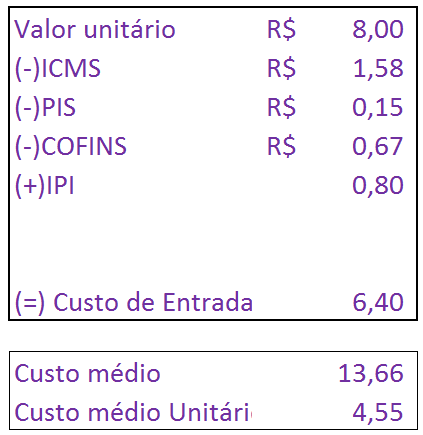 Valor unitário R$ 8,00
(-)ICMS R$ 1,58
(-)PIS R$ 0,15
(-)COFINS R$ 0,67
(+)IPI 0,80
(=) Custo de Entrada 6,40
Custo médio 13,66
Custo médio Unitári 4,55